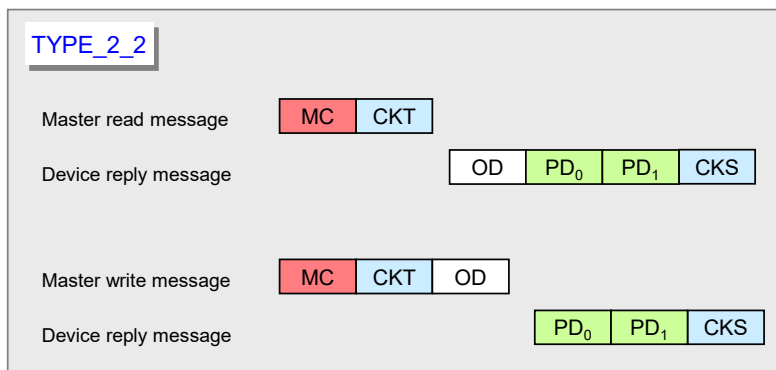 TYPE_2_2
Master read message MC CKT
Device reply message OD PD₀ PD₁ CKS
Master write message MC CKT OD
Device reply message PD₀ PD₁ CKS